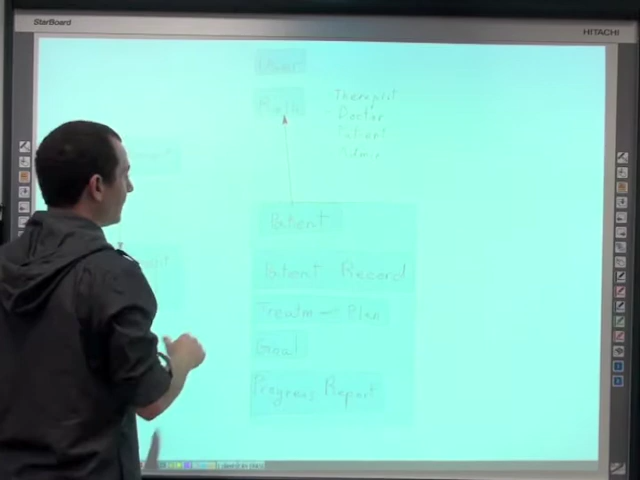 StarBoard
HITACHI
User
Role
Therapist
Doctor
Patient
Admin
Patient
Patient Record
Treatment Plan
Goal
Progress Report